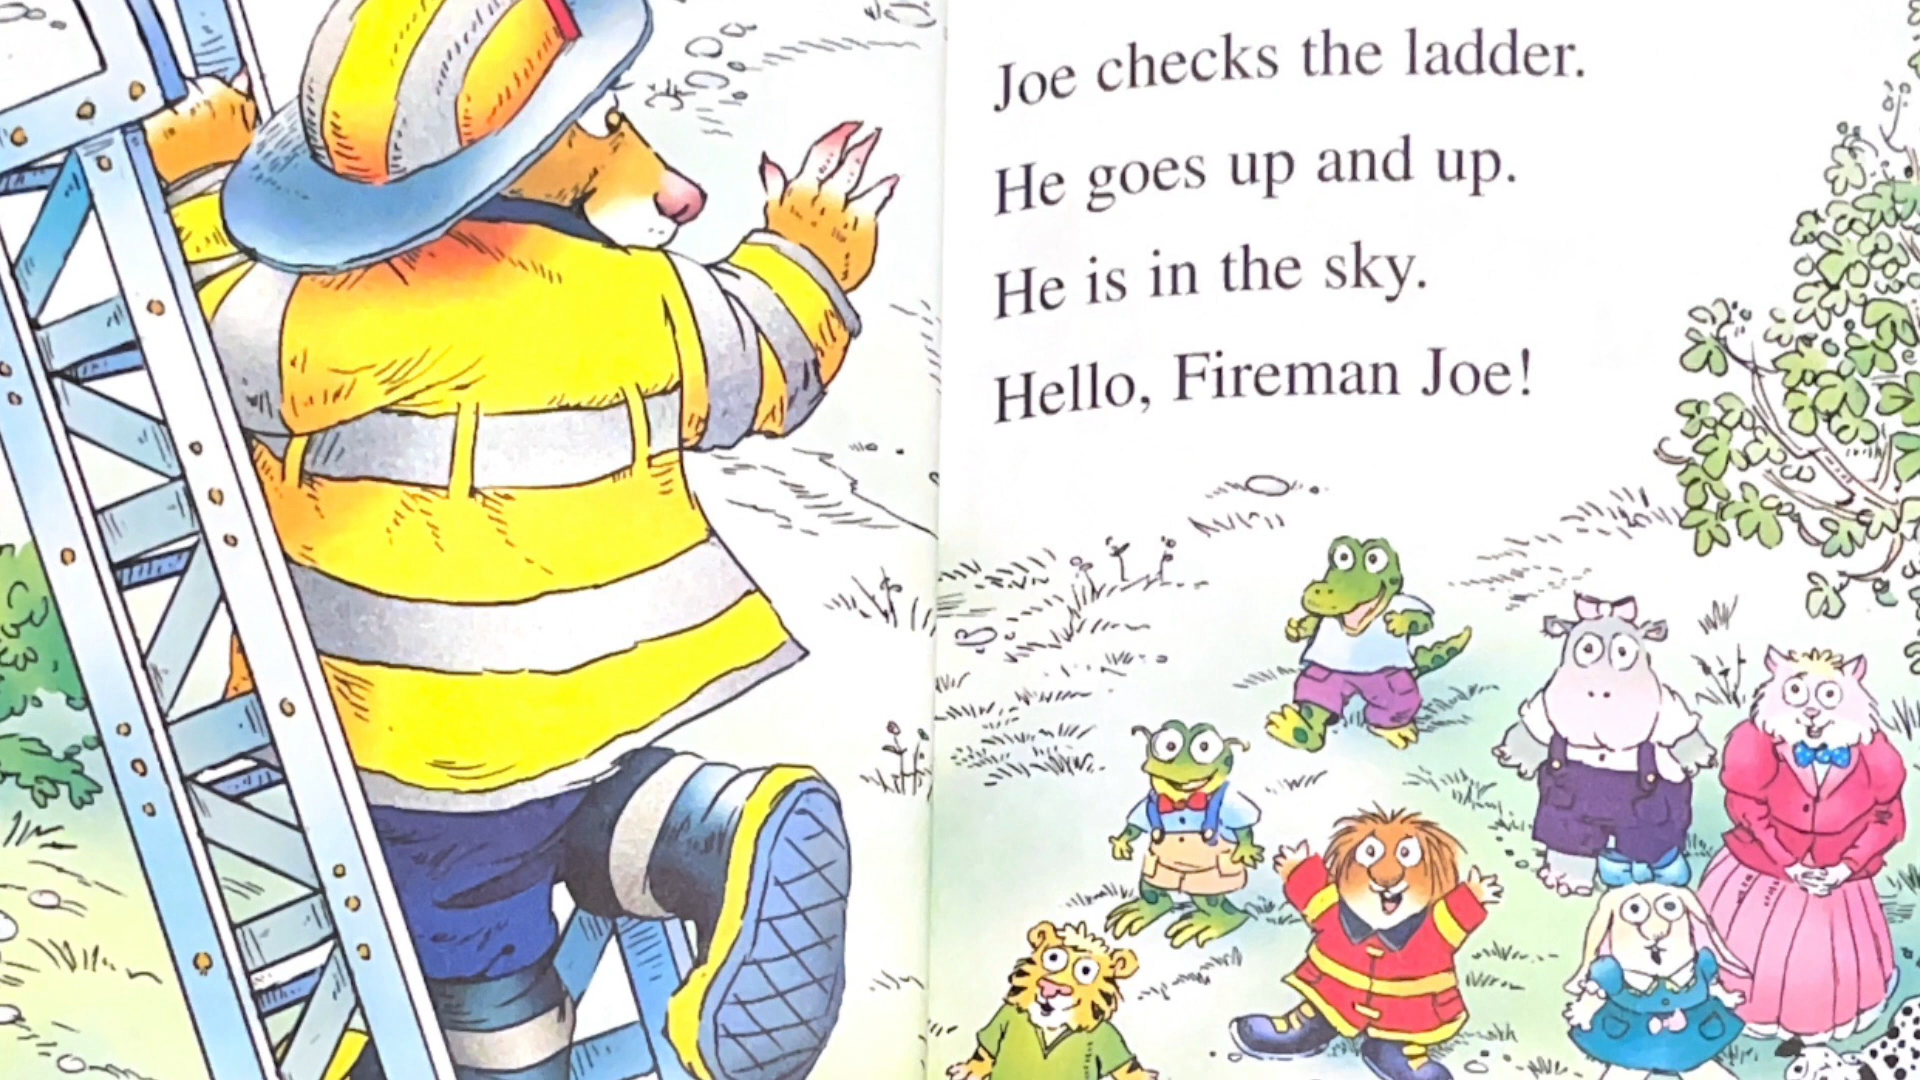 Joe checks the ladder.
He goes up and up.
He is in the sky.
Hello, Fireman Joe!